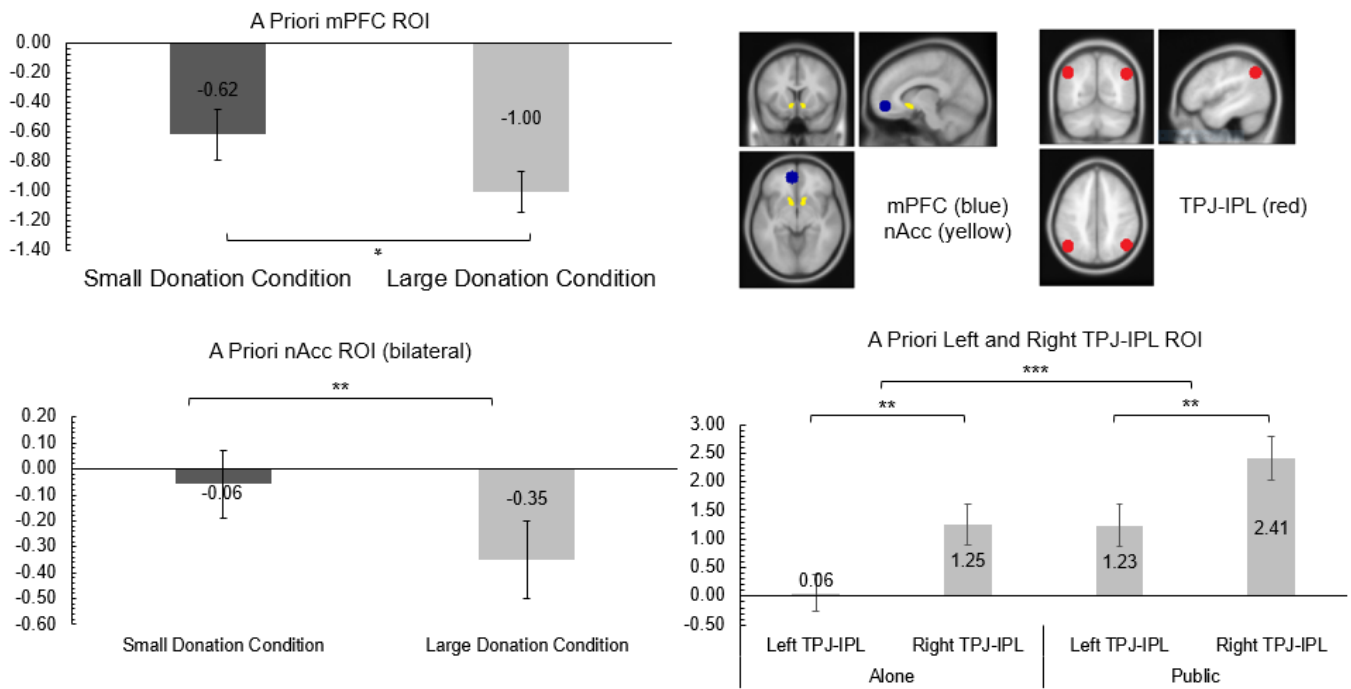 A Priori mPFC ROI
0.00
-0.20
-0.40
-0.60
-0.80
-1.00
-1.20
-1.40
-0.62
-1.00
*
Small Donation Condition
Large Donation Condition
mPFC (blue)
nAcc (yellow)
TPJ-IPL (red)
A Priori nAcc ROI (bilateral)
**
0.20
0.10
0.00
-0.10
-0.20
-0.30
-0.40
-0.50
-0.60
-0.06
-0.35
Small Donation Condition
Large Donation Condition
A Priori Left and Right TPJ-IPL ROI
***
**
**
3.00
2.50
2.00
1.50
1.00
0.50
0.00
-0.50
0.06
1.25
1.23
2.41
Left TPJ-IPL
Right TPJ-IPL
Left TPJ-IPL
Right TPJ-IPL
Alone
Public